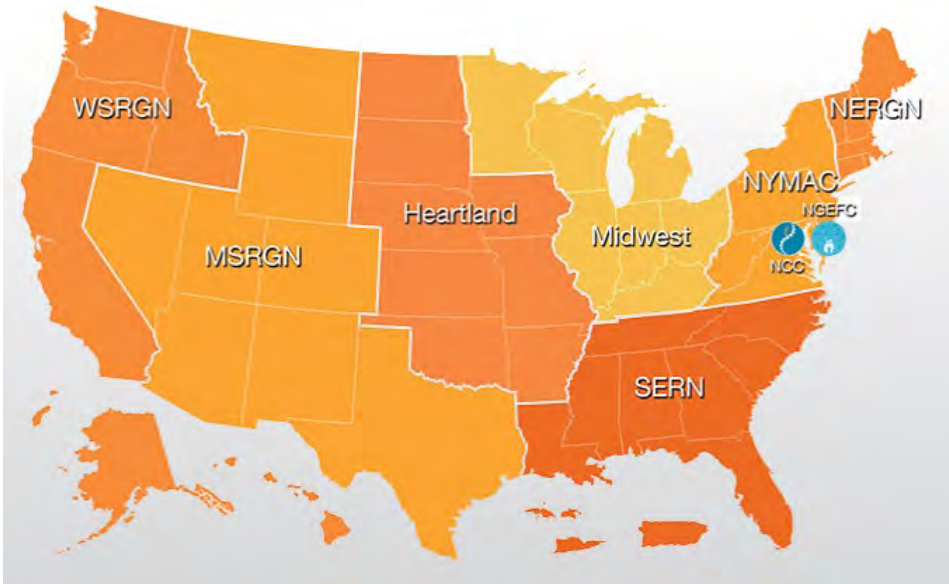 WSRGN
NERGN
NYMAC
NGEFC
Heartland
Midwest
MSRGN
NCC
SERN